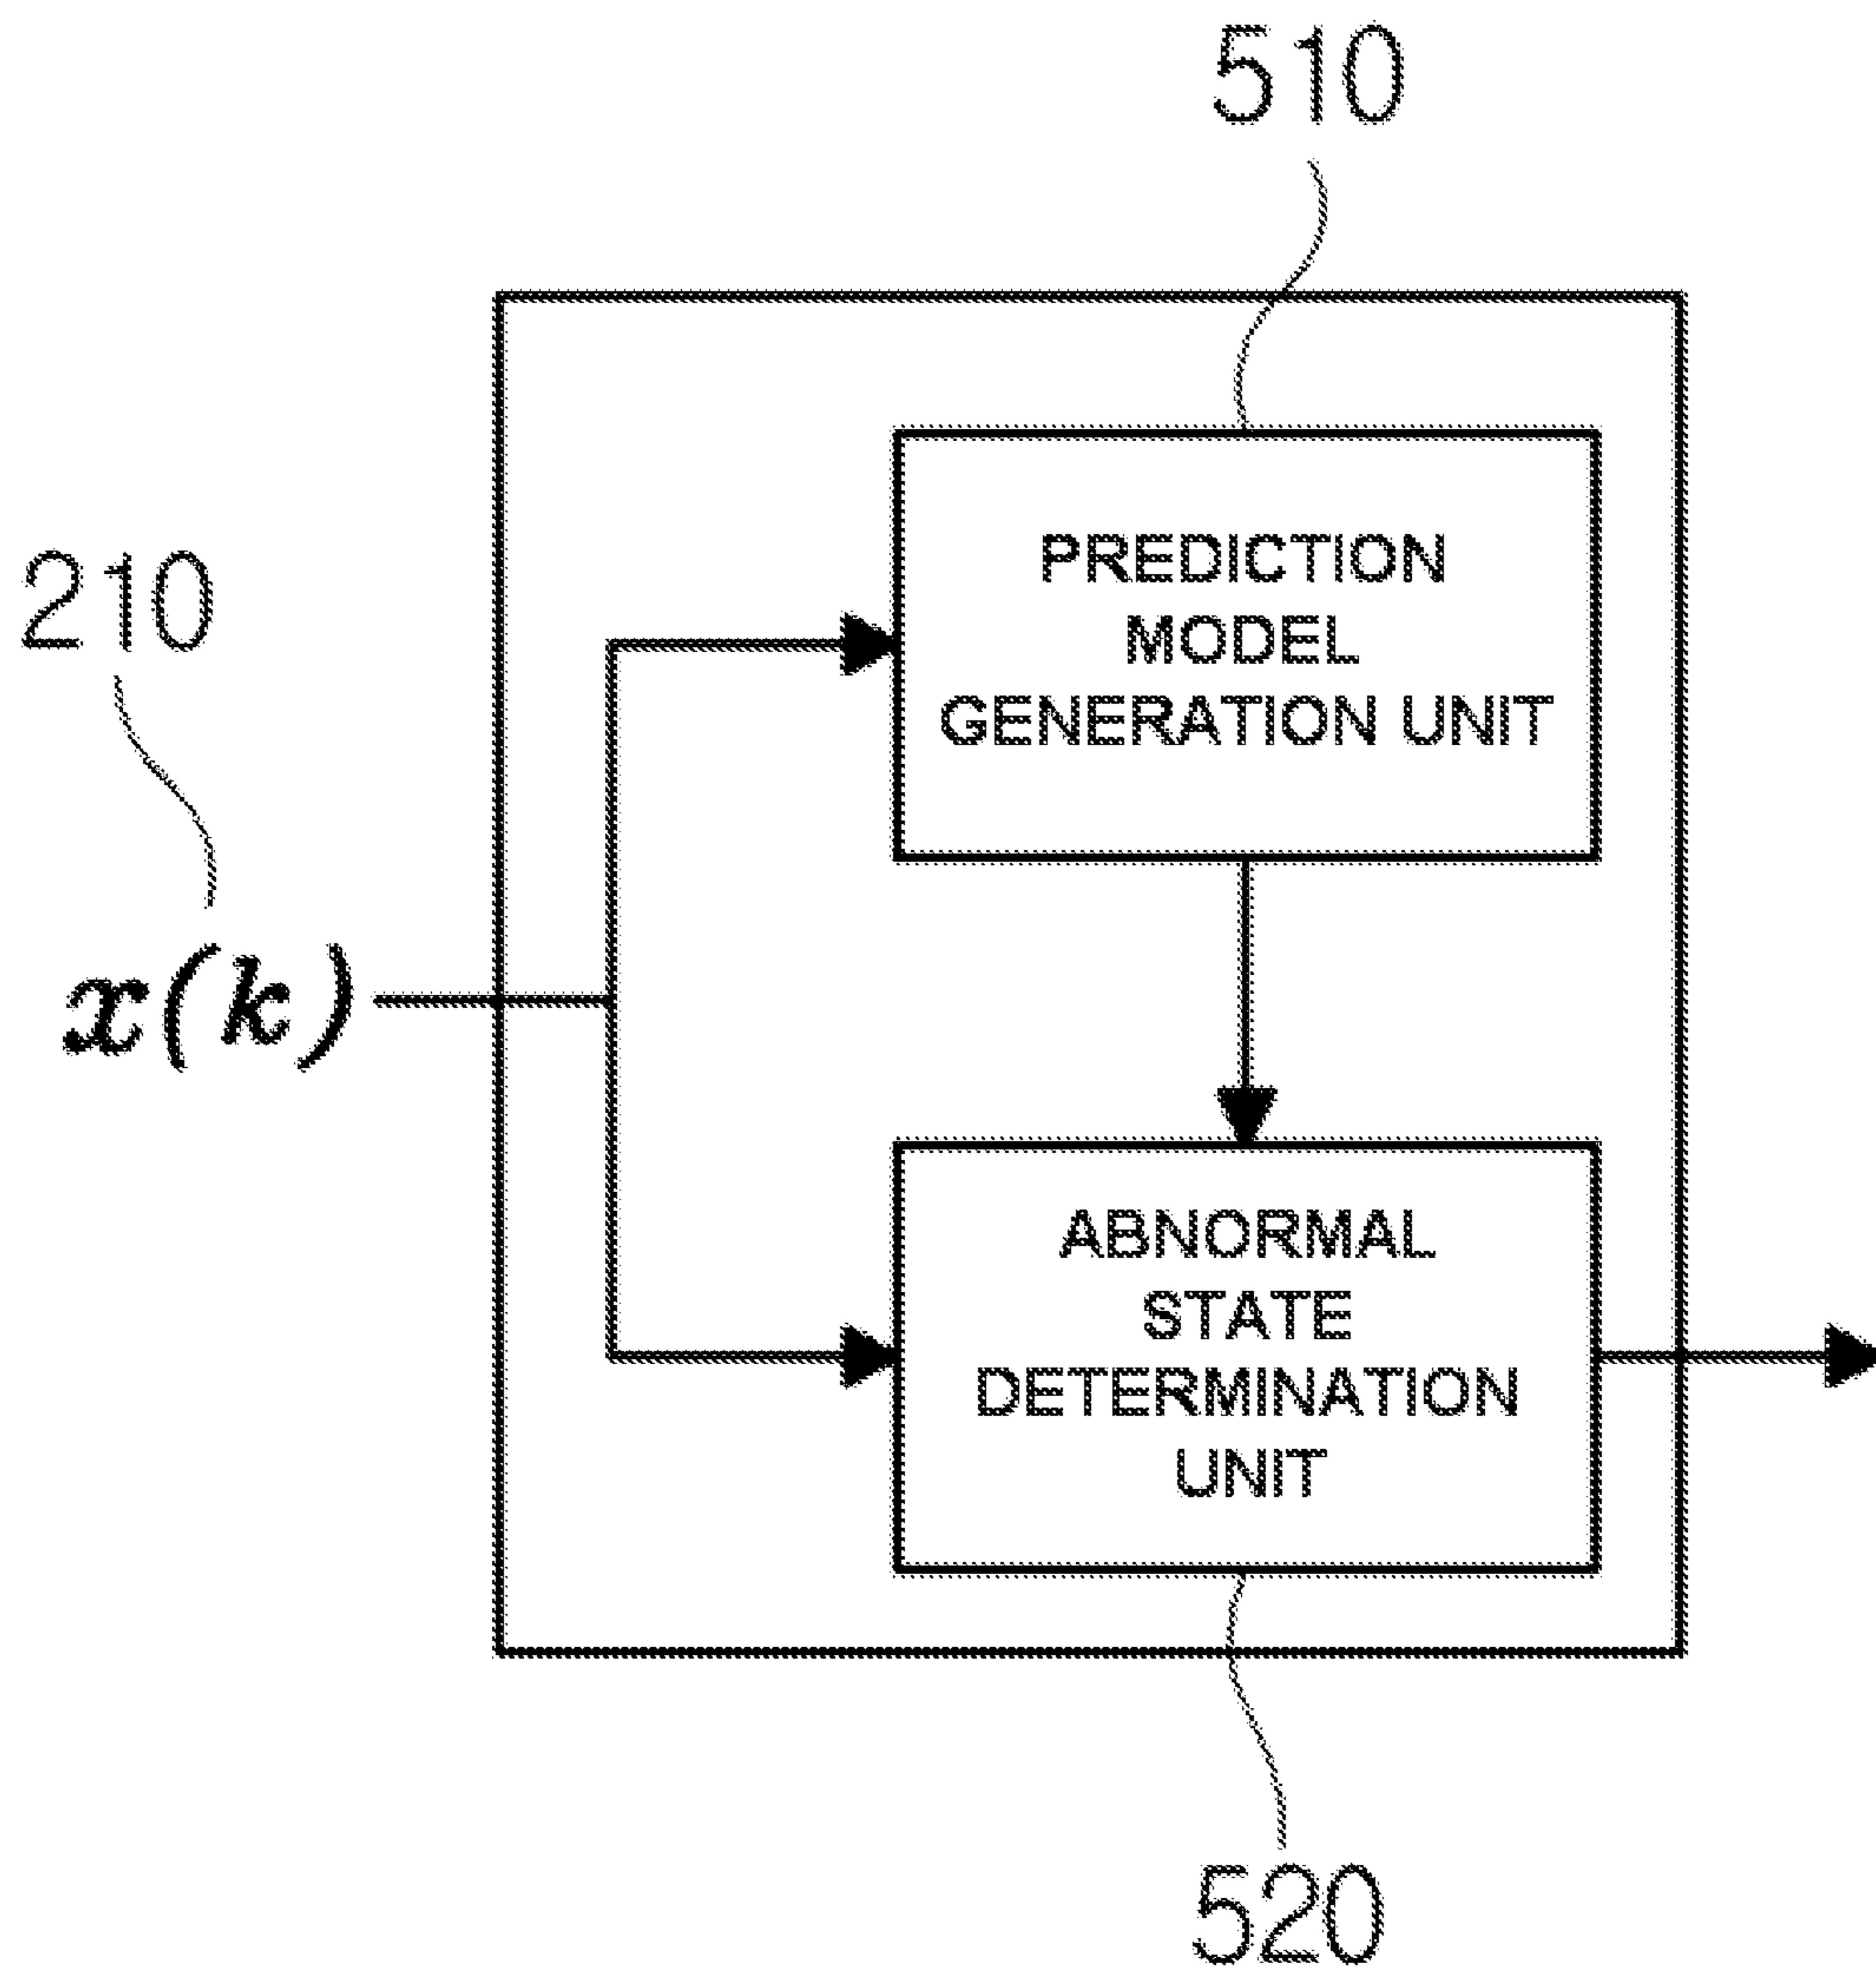 510
210
PREDICTION
MODEL
GENERATION UNIT
x(k)
ABNORMAL
STATE
DETERMINATION
UNIT
520